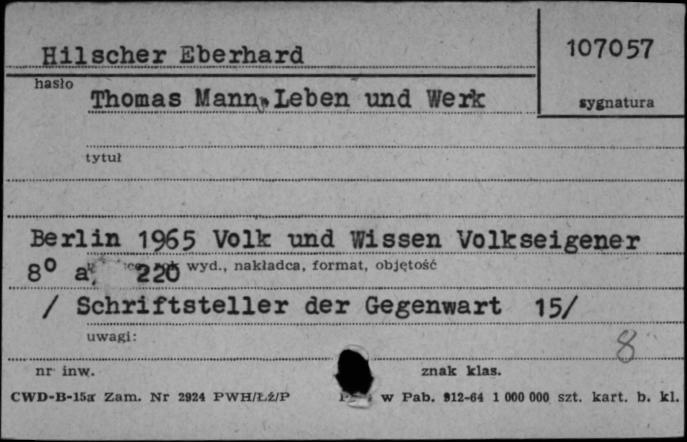 Hilscher Eberhard
107057
hasło
Thomas Mann. Leben und Werk
sygnatura
tytuł
Berlin 1965 Volk und Wissen Volkseigener
wyd., nakładca, format, objętość
8° 220
/ Schriftsteller der Gegenwart 15/
uwagi:
8
nr inw.
znak klas.
CWD-B-15a Zam. Nr 2924 PWH/Łż/P w Pab. 912-64 1 000 000 szt. kart. b. kl.